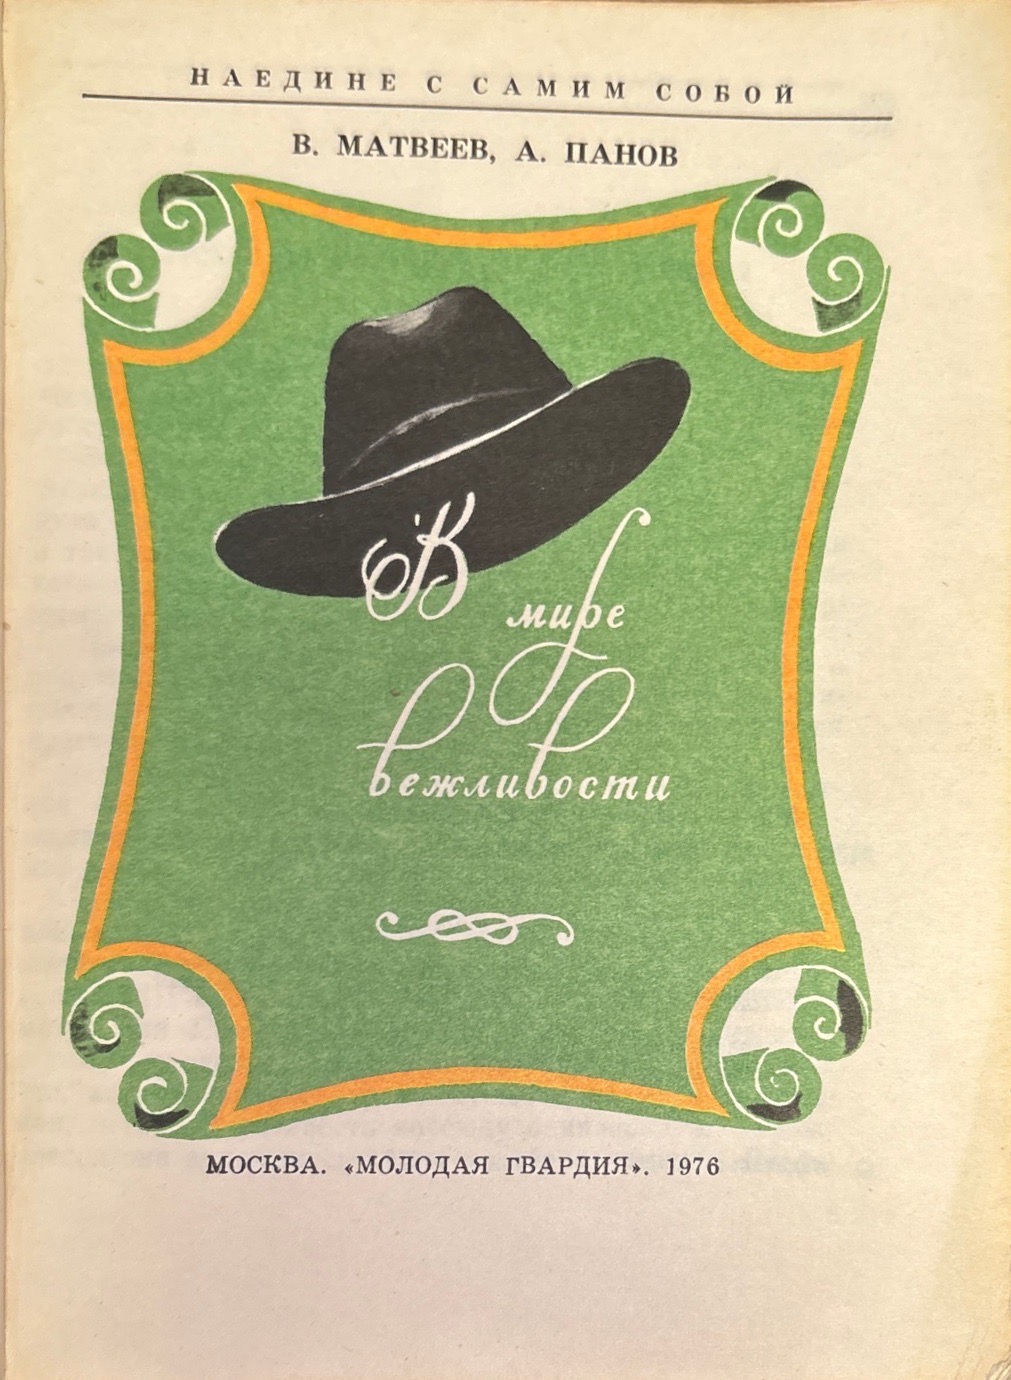 НАЕДИНЕ С САМИМ СОБОЙ
В. МАТВЕЕВ, А. ПАНОВ
В мире
вежливости
МОСКВА. «МОЛОДАЯ ГВАРДИЯ». 1976